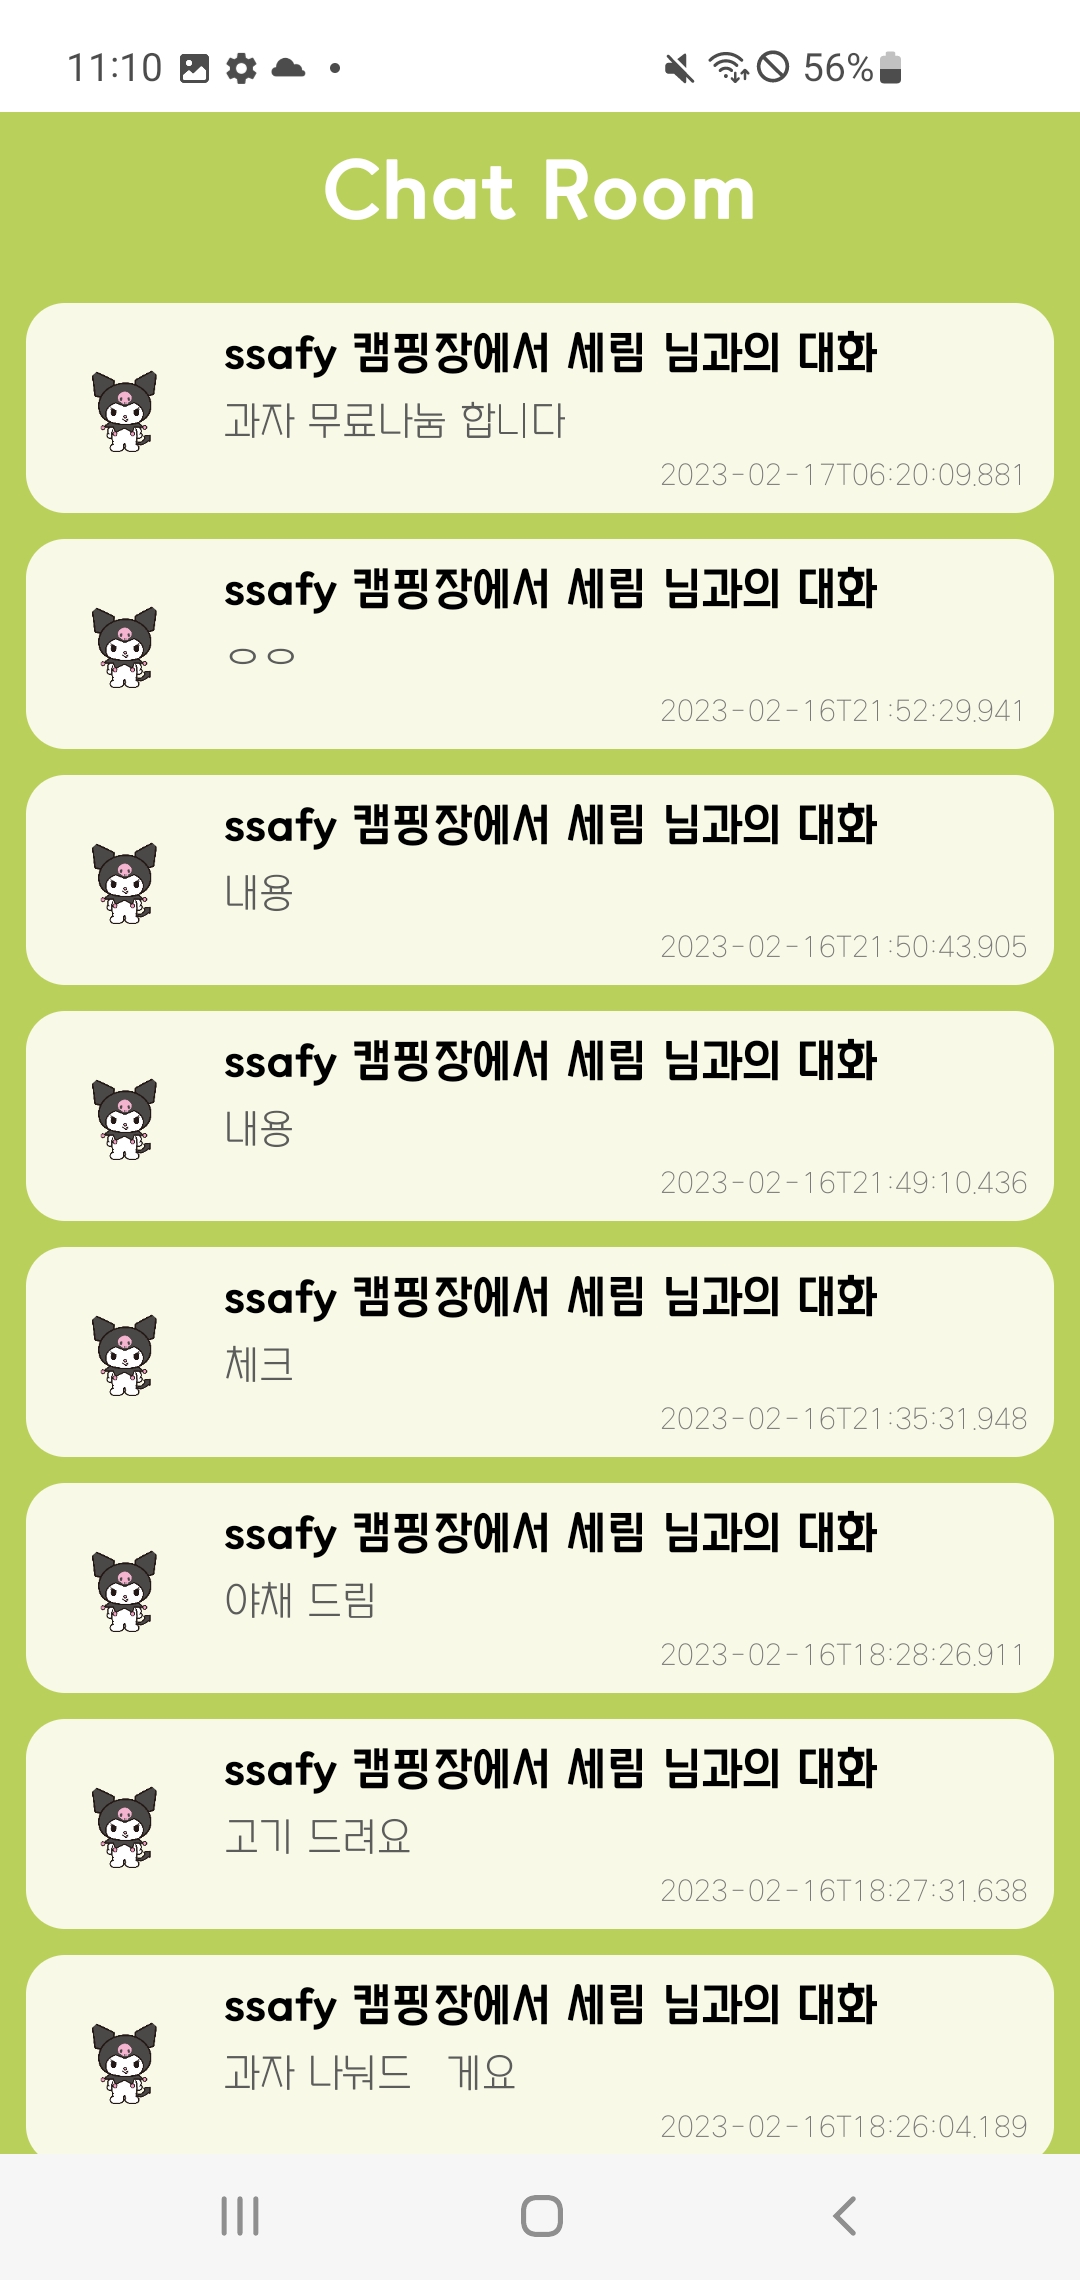 11:10 56%
Chat Room
ssafy 캠핑장에서 세림 님과의 대화
과자 무료나눔 합니다
2023-02-17T06:20:09.881
ssafy 캠핑장에서 세림 님과의 대화
ㅇㅇ
2023-02-16T21:52:29.941
ssafy 캠핑장에서 세림 님과의 대화
내용
2023-02-16T21:50:43.905
ssafy 캠핑장에서 세림 님과의 대화
내용
2023-02-16T21:49:10.436
ssafy 캠핑장에서 세림 님과의 대화
체크
2023-02-16T21:35:31.948
ssafy 캠핑장에서 세림 님과의 대화
야채 드림
2023-02-16T18:28:26.911
ssafy 캠핑장에서 세림 님과의 대화
고기 드려요
2023-02-16T18:27:31.638
ssafy 캠핑장에서 세림 님과의 대화
과자 나눠드 게요
2023-02-16T18:26:04.189